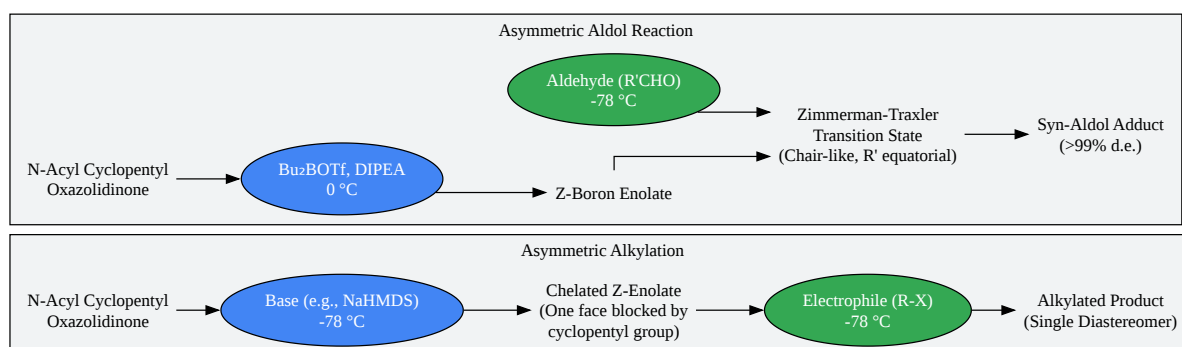 Asymmetric Aldol Reaction
Aldehyde (R'CHO)
-78 °C
N-Acyl Cyclopentyl
Oxazolidinone
Bu₂BOTf, DIPEA
0 °C
Z-Boron Enolate
Zimmerman-Traxler
Transition State
(Chair-like, R' equatorial)
Syn-Aldol Adduct
(>99% d.e.)
Asymmetric Alkylation
N-Acyl Cyclopentyl
Oxazolidinone
Base (e.g., NaHMDS)
-78 °C
Chelated Z-Enolate
(One face blocked by
cyclopentyl group)
Electrophile (R-X)
-78 °C
Alkylated Product
(Single Diastereomer)